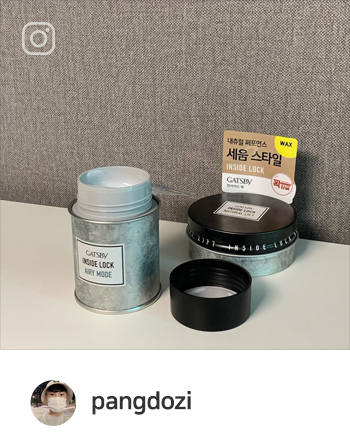 WAX
내츄럴 퍼포먼스
세움 스타일
INSIDE LOCK
GATSBY
INSIDE LOCK
GATSBY
INSIDE LOCK
AIRY MODE
pangdozi